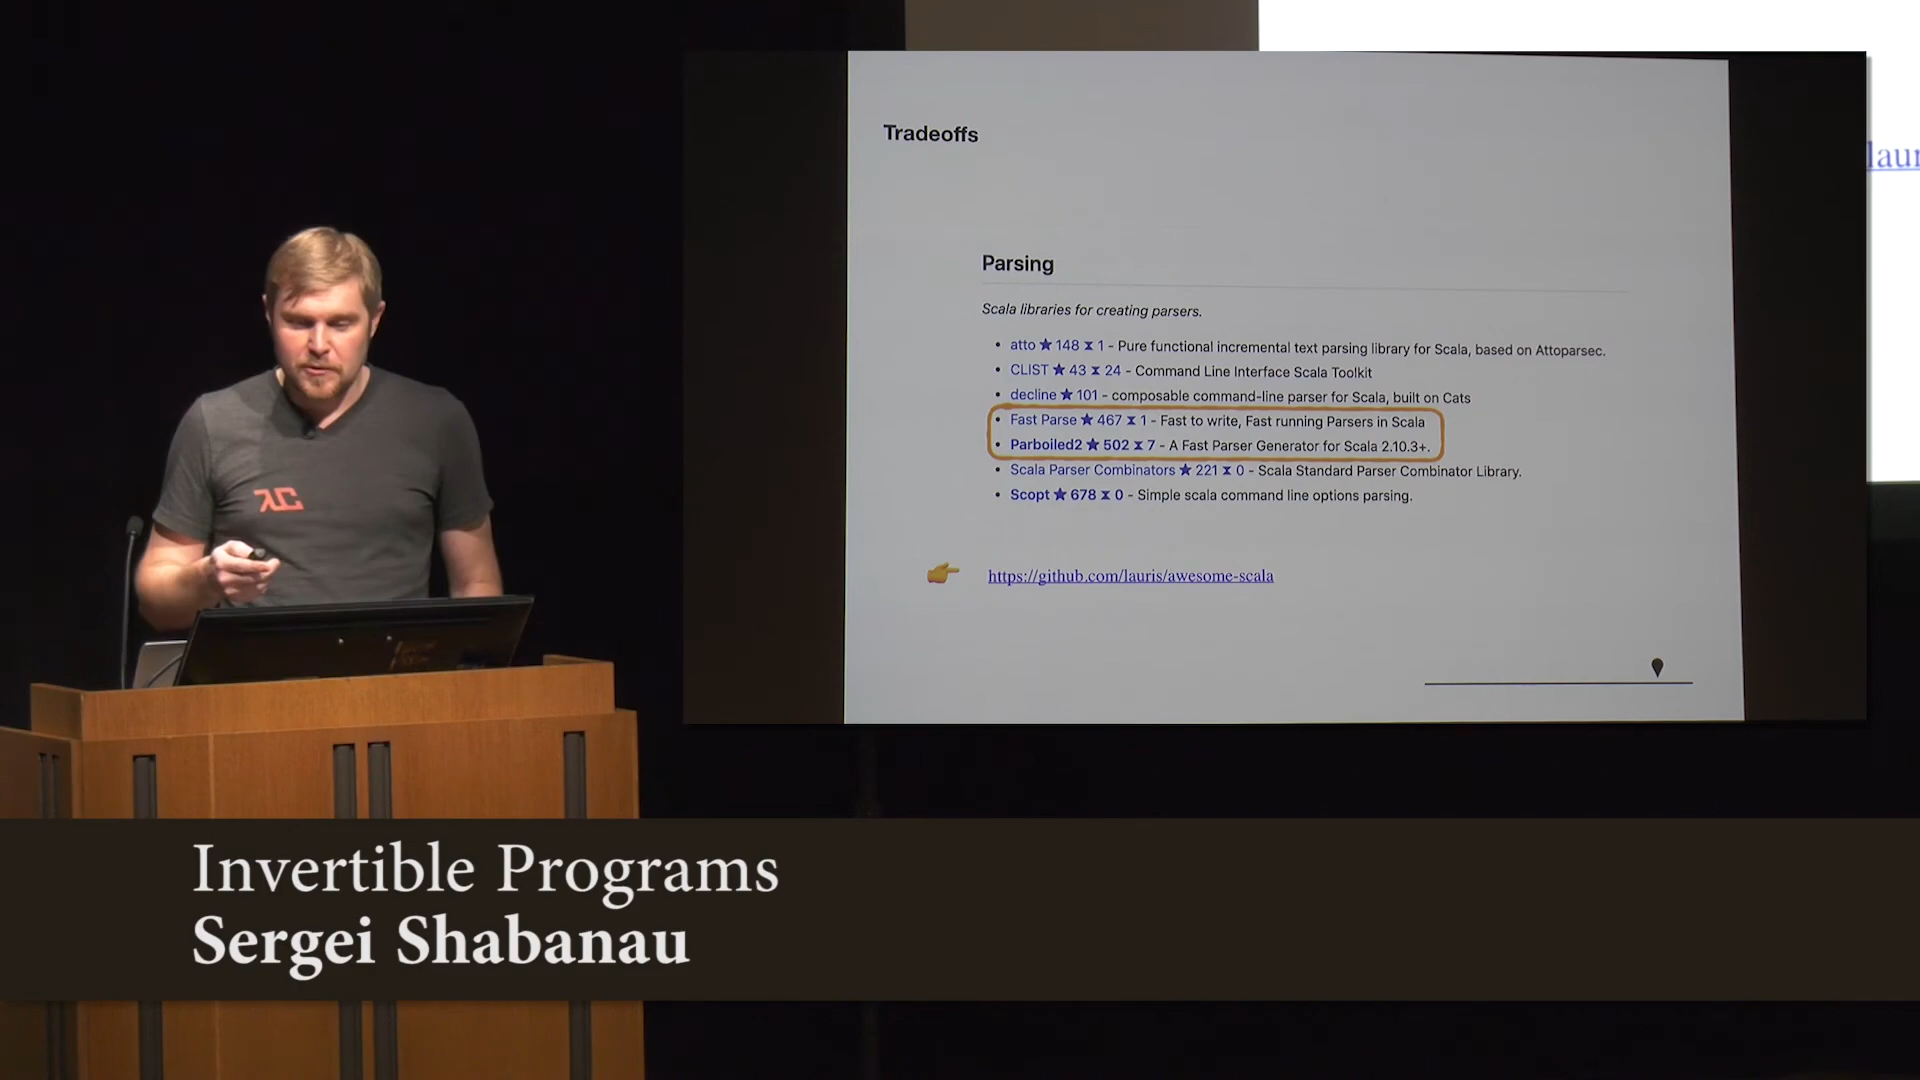 Tradeoffs
Parsing
Scala libraries for creating parsers.
• atto ★ 148 ⧗ 1 - Pure functional incremental text parsing library for Scala, based on Attoparsec.
• CLIST ★ 43 ⧗ 24 - Command Line Interface Scala Toolkit
• decline ★ 101 - composable command-line parser for Scala, built on Cats
• Fast Parse ★ 467 ⧗ 1 - Fast to write, Fast running Parsers in Scala
• Parboiled2 ★ 502 ⧗ 7 - A Fast Parser Generator for Scala 2.10.3+.
• Scala Parser Combinators ★ 221 ⧗ 0 - Scala Standard Parser Combinator Library.
• Scopt ★ 678 ⧗ 0 - Simple scala command line options parsing.
https://github.com/lauris/awesome-scala
laur
λC
Invertible Programs
Sergei Shabanau